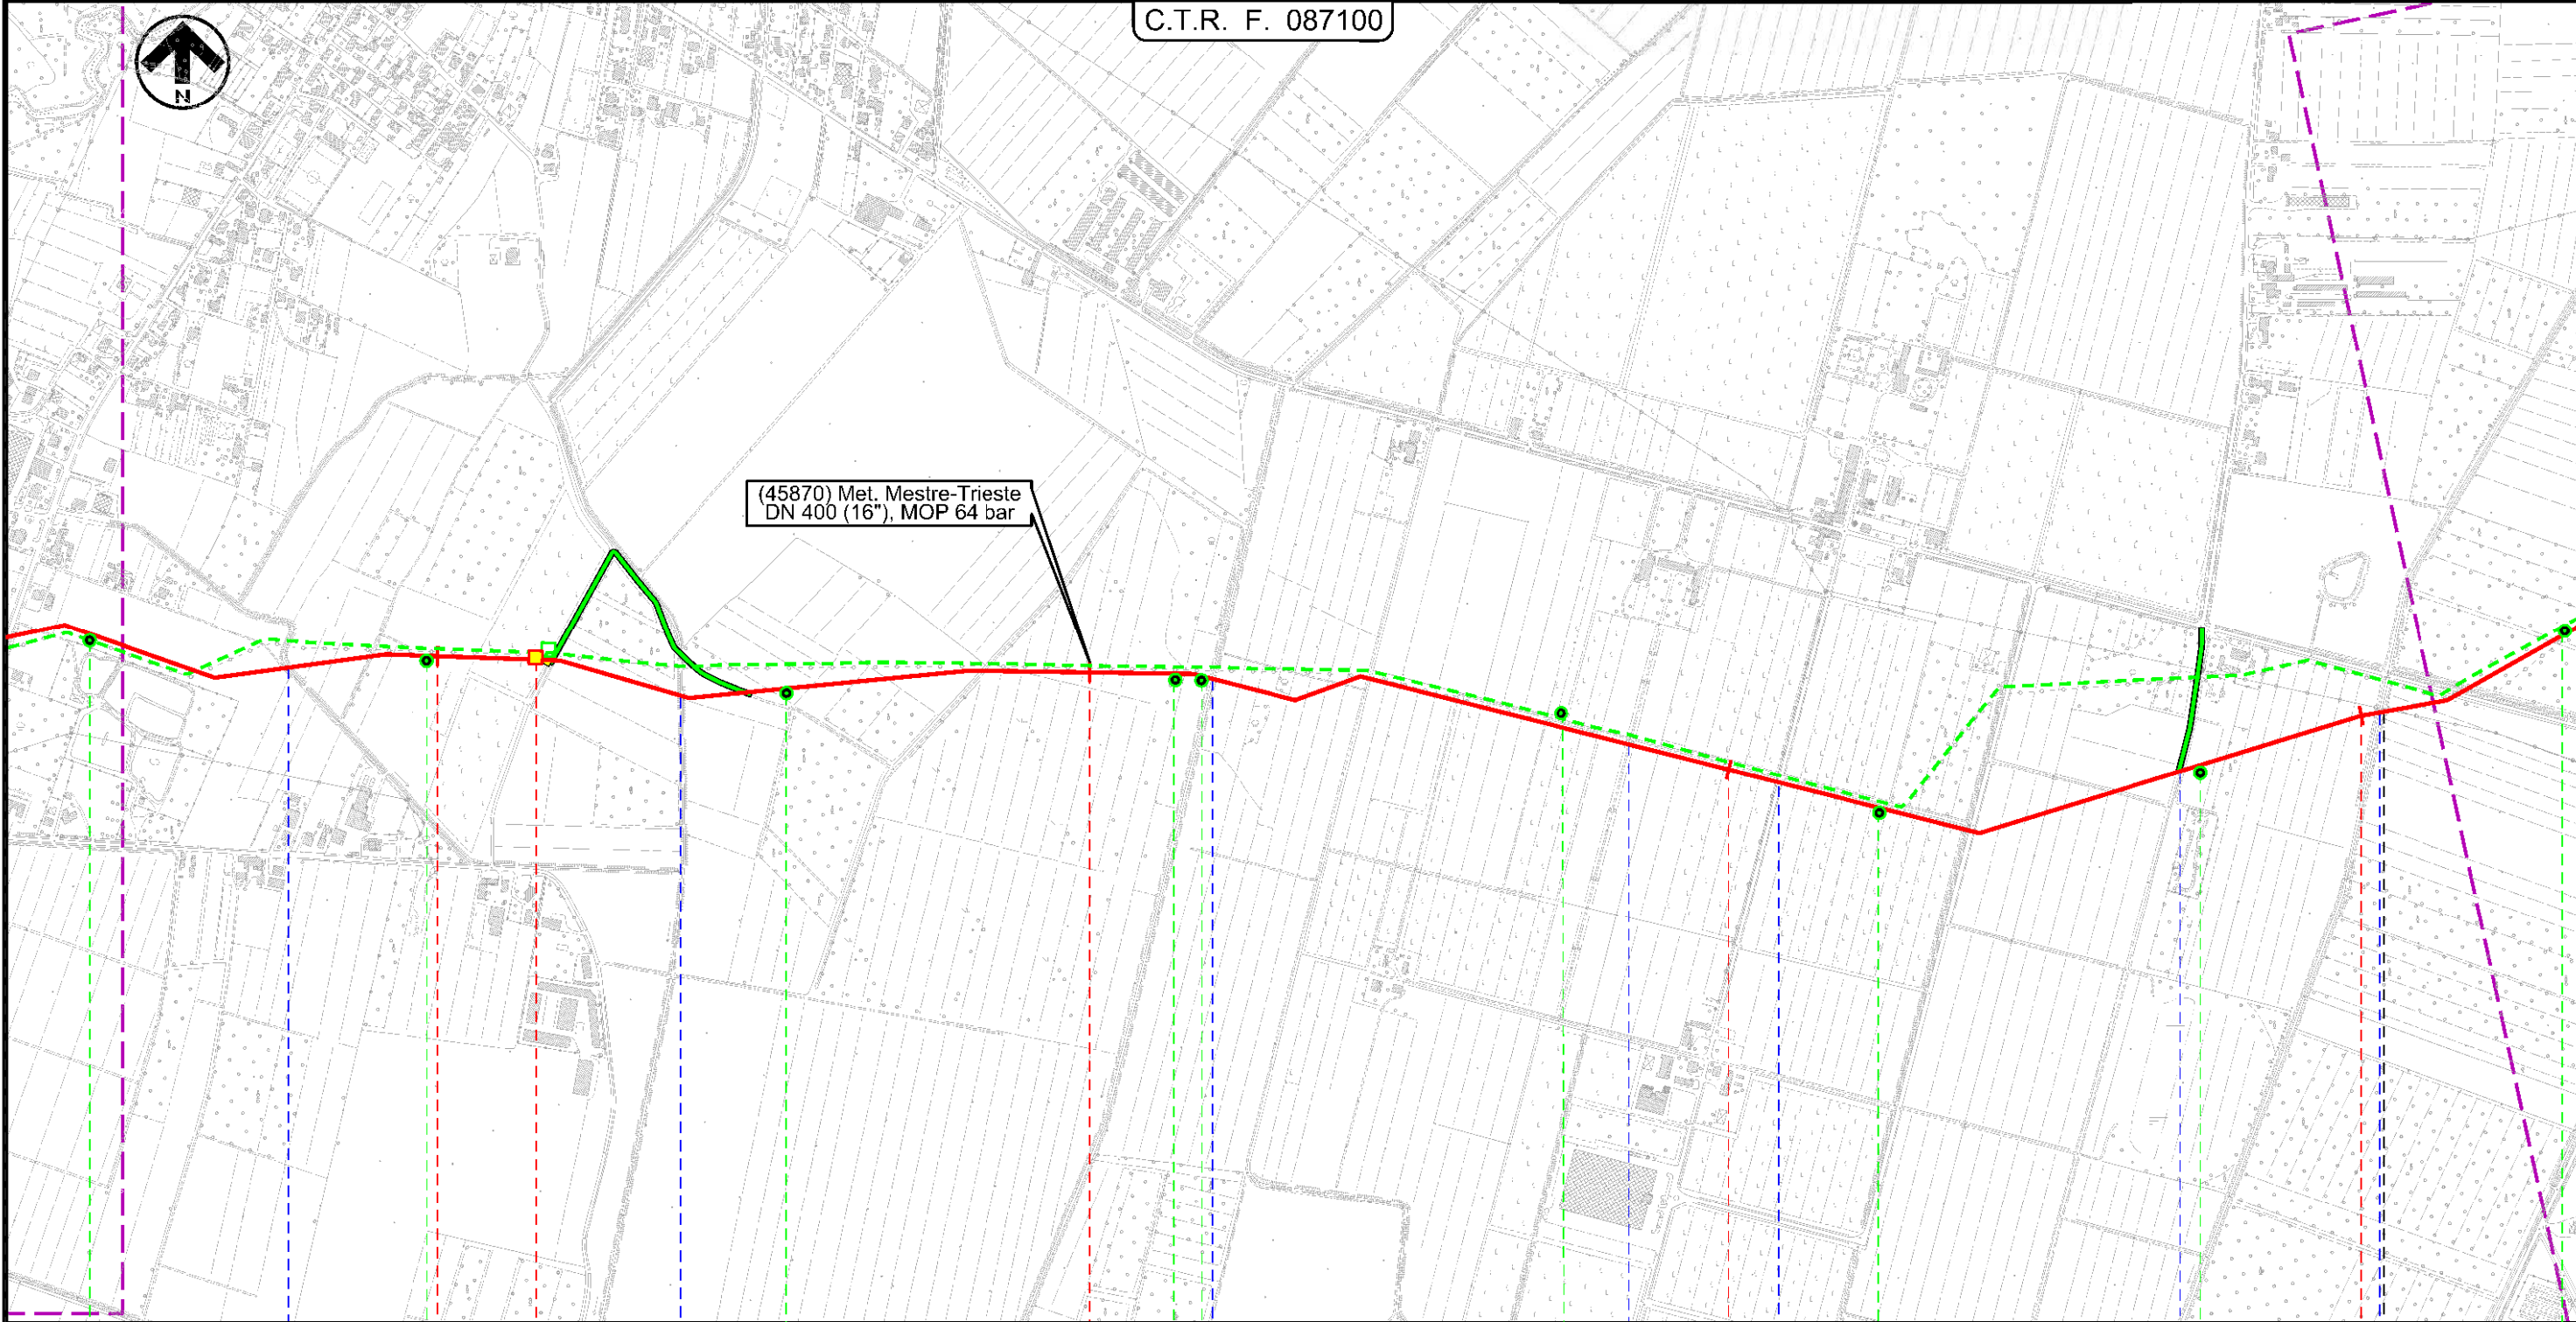 C.T.R. F. 087100
N
(45870) Met. Mestre-Trieste
DN 400 (16"), MOP 64 bar